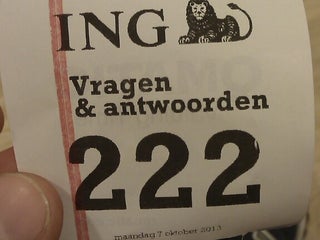 ING
Vragen
& antwoorden
222
maandag 7 oktober 2013